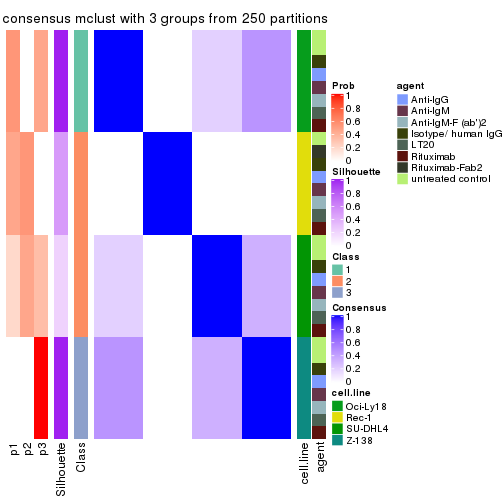 consensus mclust with 3 groups from 250 partitions
Prob
1
0.8
0.6
0.4
0.2
0
Silhouette
1
0.8
0.6
0.4
0.2
0
Class
1
2
3
Consensus
1
0.8
0.6
0.4
0.2
0
cell.line
Oci-Ly18
Rec-1
SU-DHL4
Z-138
agent
Anti-IgG
Anti-IgM
Anti-IgM-F (ab')2
Isotype/ human IgG
LT20
Rituximab
Rituximab-Fab2
untreated control
p1
p2
p3
Silhouette
Class
cell.line
agent